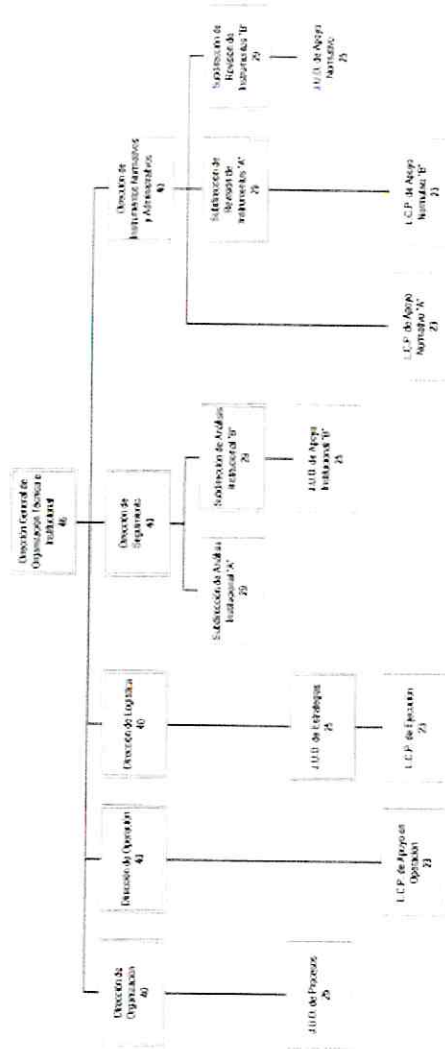 Dirección General de
Organización Técnica e
Institucional
46
Dirección de
Organización
40
Dirección de Operación
40
Dirección de Logística
40
Dirección de
Seguimiento
40
Dirección de
Instrumentos Normativos
y Administrativos
40
Subdirección de Análisis
Institucional "A"
29
Subdirección de Análisis
Institucional "B"
29
Subdirección de
Revisión de
Instrumentos "A"
29
Subdirección de
Revisión de
Instrumentos "B"
29
J.U.D. de Procesos
25
J.U.D. de Estrategias
25
J.U.D. de Apoyo
Institucional "B"
25
J.U.D. de Apoyo
Normativo
25
L.C.P. de Apoyo en
Operación
23
L.C.P. de Ejecución
23
L.C.P. de Apoyo
Normativo "A"
23
L.C.P. de Apoyo
Normativo "B"
23